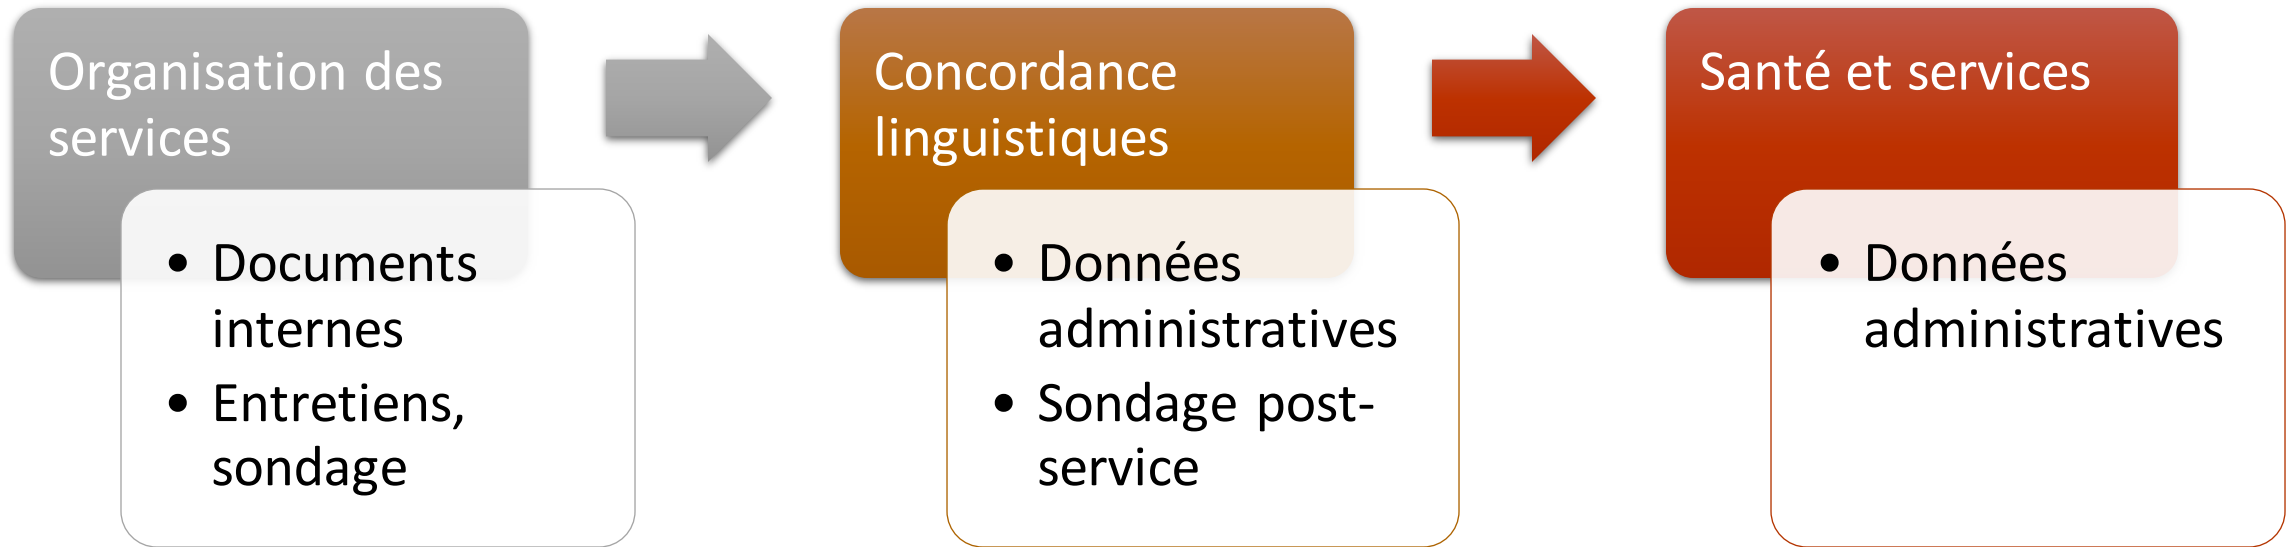 Organisation des
services
• Documents
internes
• Entretiens,
sondage
Concordance
linguistiques
• Données
administratives
• Sondage post-
service
Santé et services
• Données
administratives